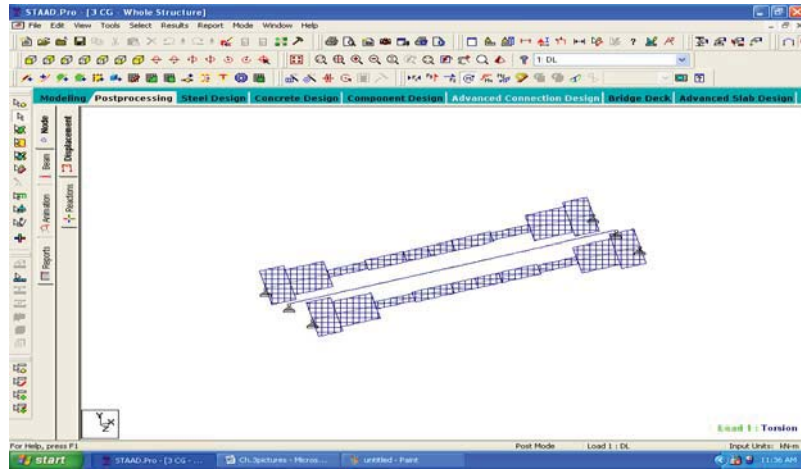 STAAD.Pro - [3 CG - Whole Structure]
File Edit View Tools Select Results Report Mode Window Help
1 DL
Modeling Postprocessing Steel Design Concrete Design Component Design Advanced Connection Design Bridge Deck Advanced Slab Design
Node
Beam
Animation
Reports
Displacement
Reactions
Y
X
Z
Load 1 : Torsion
For Help, press F1
Post Mode
Load 1 : DL
Input Units: kN-m
start
STAAD.Pro - [3 CG - ...
Ch.3pictures - Micros...
untitled - Paint
11:36 AM